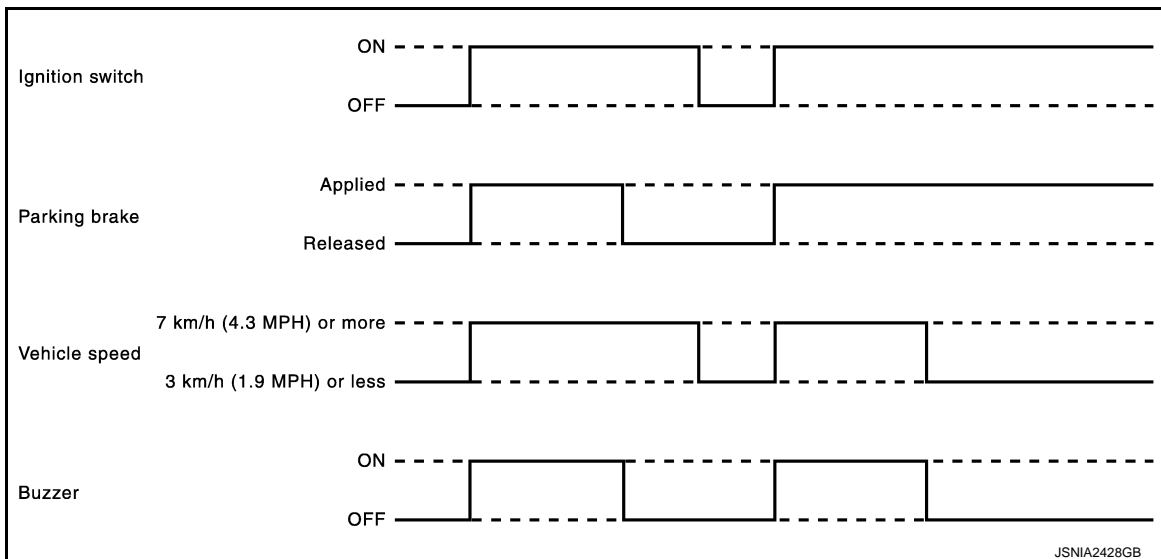 ON
Ignition switch
OFF
Applied
Parking brake
Released
7 km/h (4.3 MPH) or more
Vehicle speed
3 km/h (1.9 MPH) or less
ON
Buzzer
OFF
JSNIA2428GB